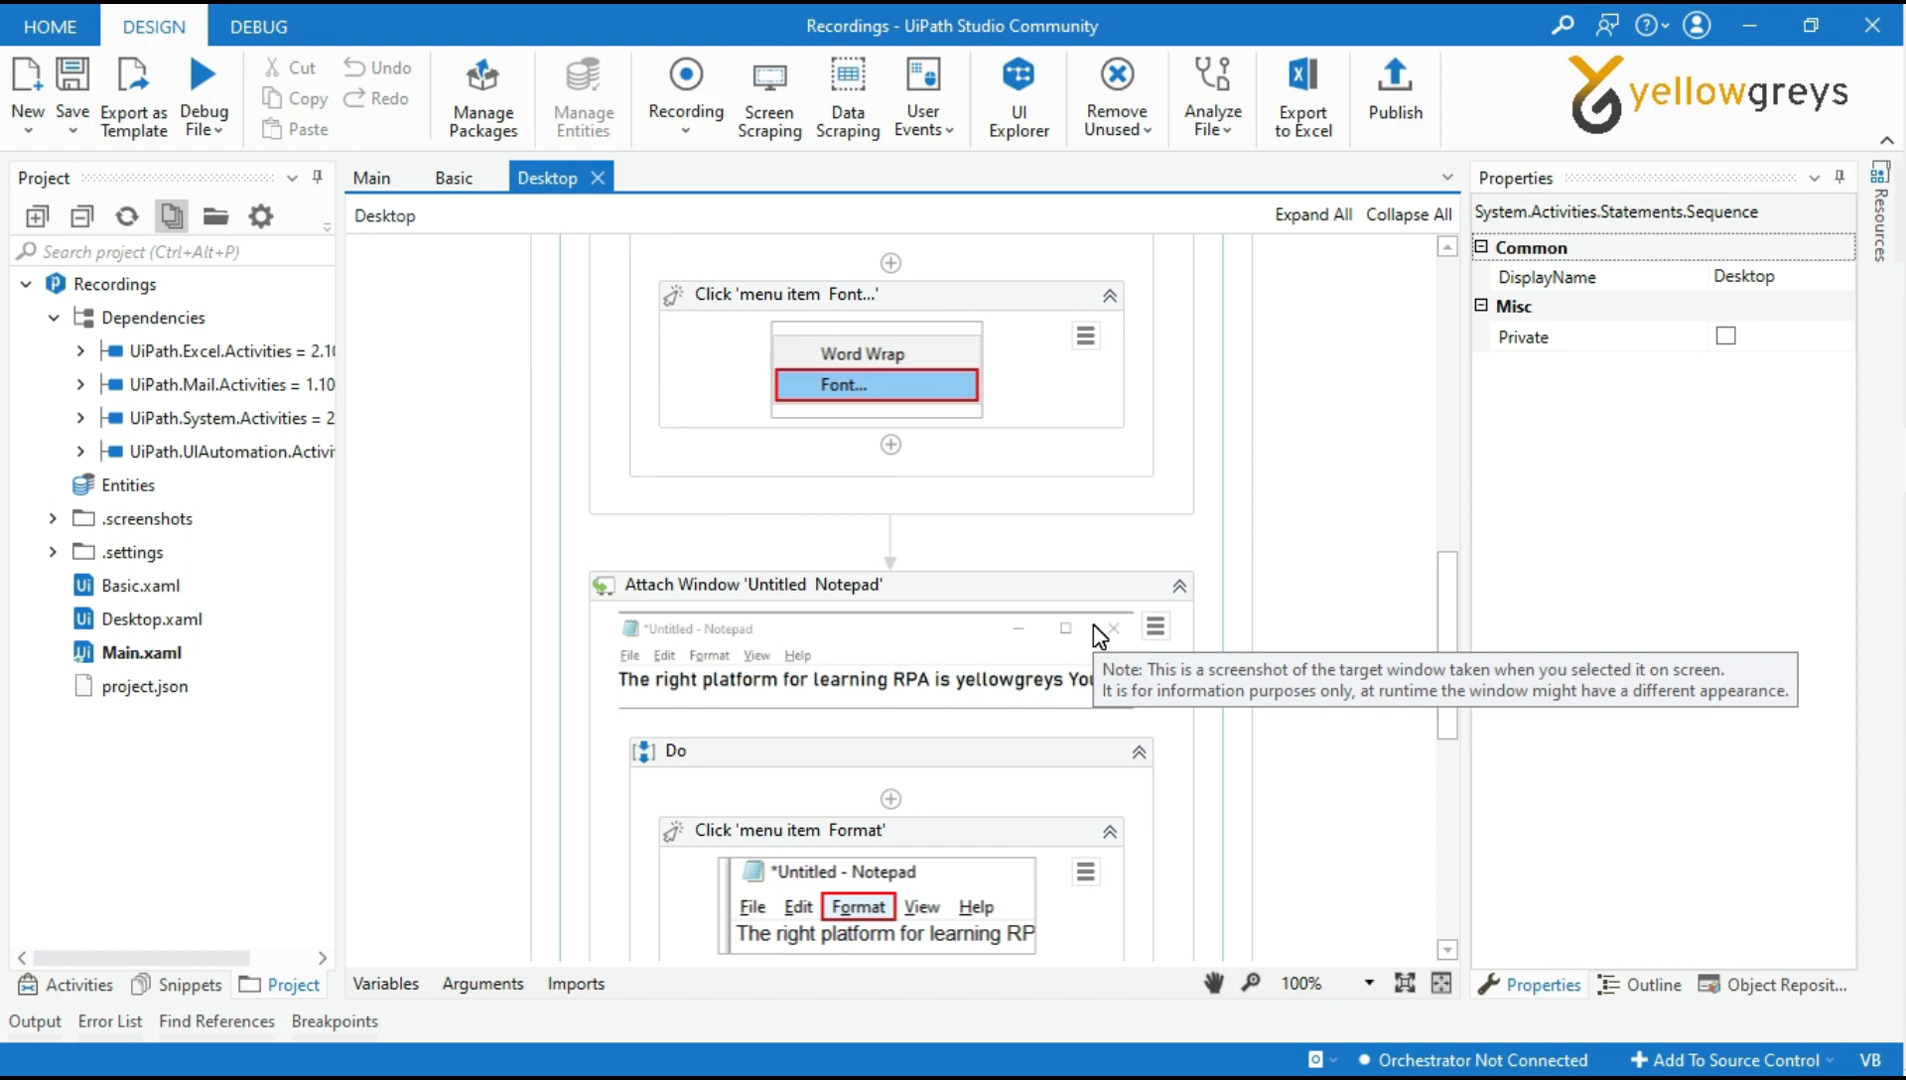 HOME DESIGN DEBUG Recordings - UiPath Studio Community
New Save Export as Template Debug File Cut Copy Paste Undo Redo Manage Packages Manage Entities Recording Screen Scraping Data Scraping User Events UI Explorer Remove Unused Analyze File Export to Excel Publish yellowgreys
Project
Search project (Ctrl+Alt+P)
Recordings
Dependencies
UiPath.Excel.Activities = 2.1
UiPath.Mail.Activities = 1.10
UiPath.System.Activities = 2
UiPath.UIAutomation.Activi
Entities
.screenshots
.settings
Basic.xaml
Desktop.xaml
Main.xaml
project.json
Activities Snippets Project
Main Basic Desktop
Desktop Expand All Collapse All
Click 'menu item Font...'
Word Wrap
Font...
Attach Window 'Untitled Notepad'
*Untitled - Notepad
File Edit Format View Help
The right platform for learning RPA is yellowgreys You
Note: This is a screenshot of the target window taken when you selected it on screen.
It is for information purposes only, at runtime the window might have a different appearance.
Do
Click 'menu item Format'
*Untitled - Notepad
File Edit Format View Help
The right platform for learning RP
Variables Arguments Imports 100%
Properties
System.Activities.Statements.Sequence
Common
DisplayName Desktop
Misc
Private
Resources
Properties Outline Object Reposit...
Output Error List Find References Breakpoints
Orchestrator Not Connected Add To Source Control VB